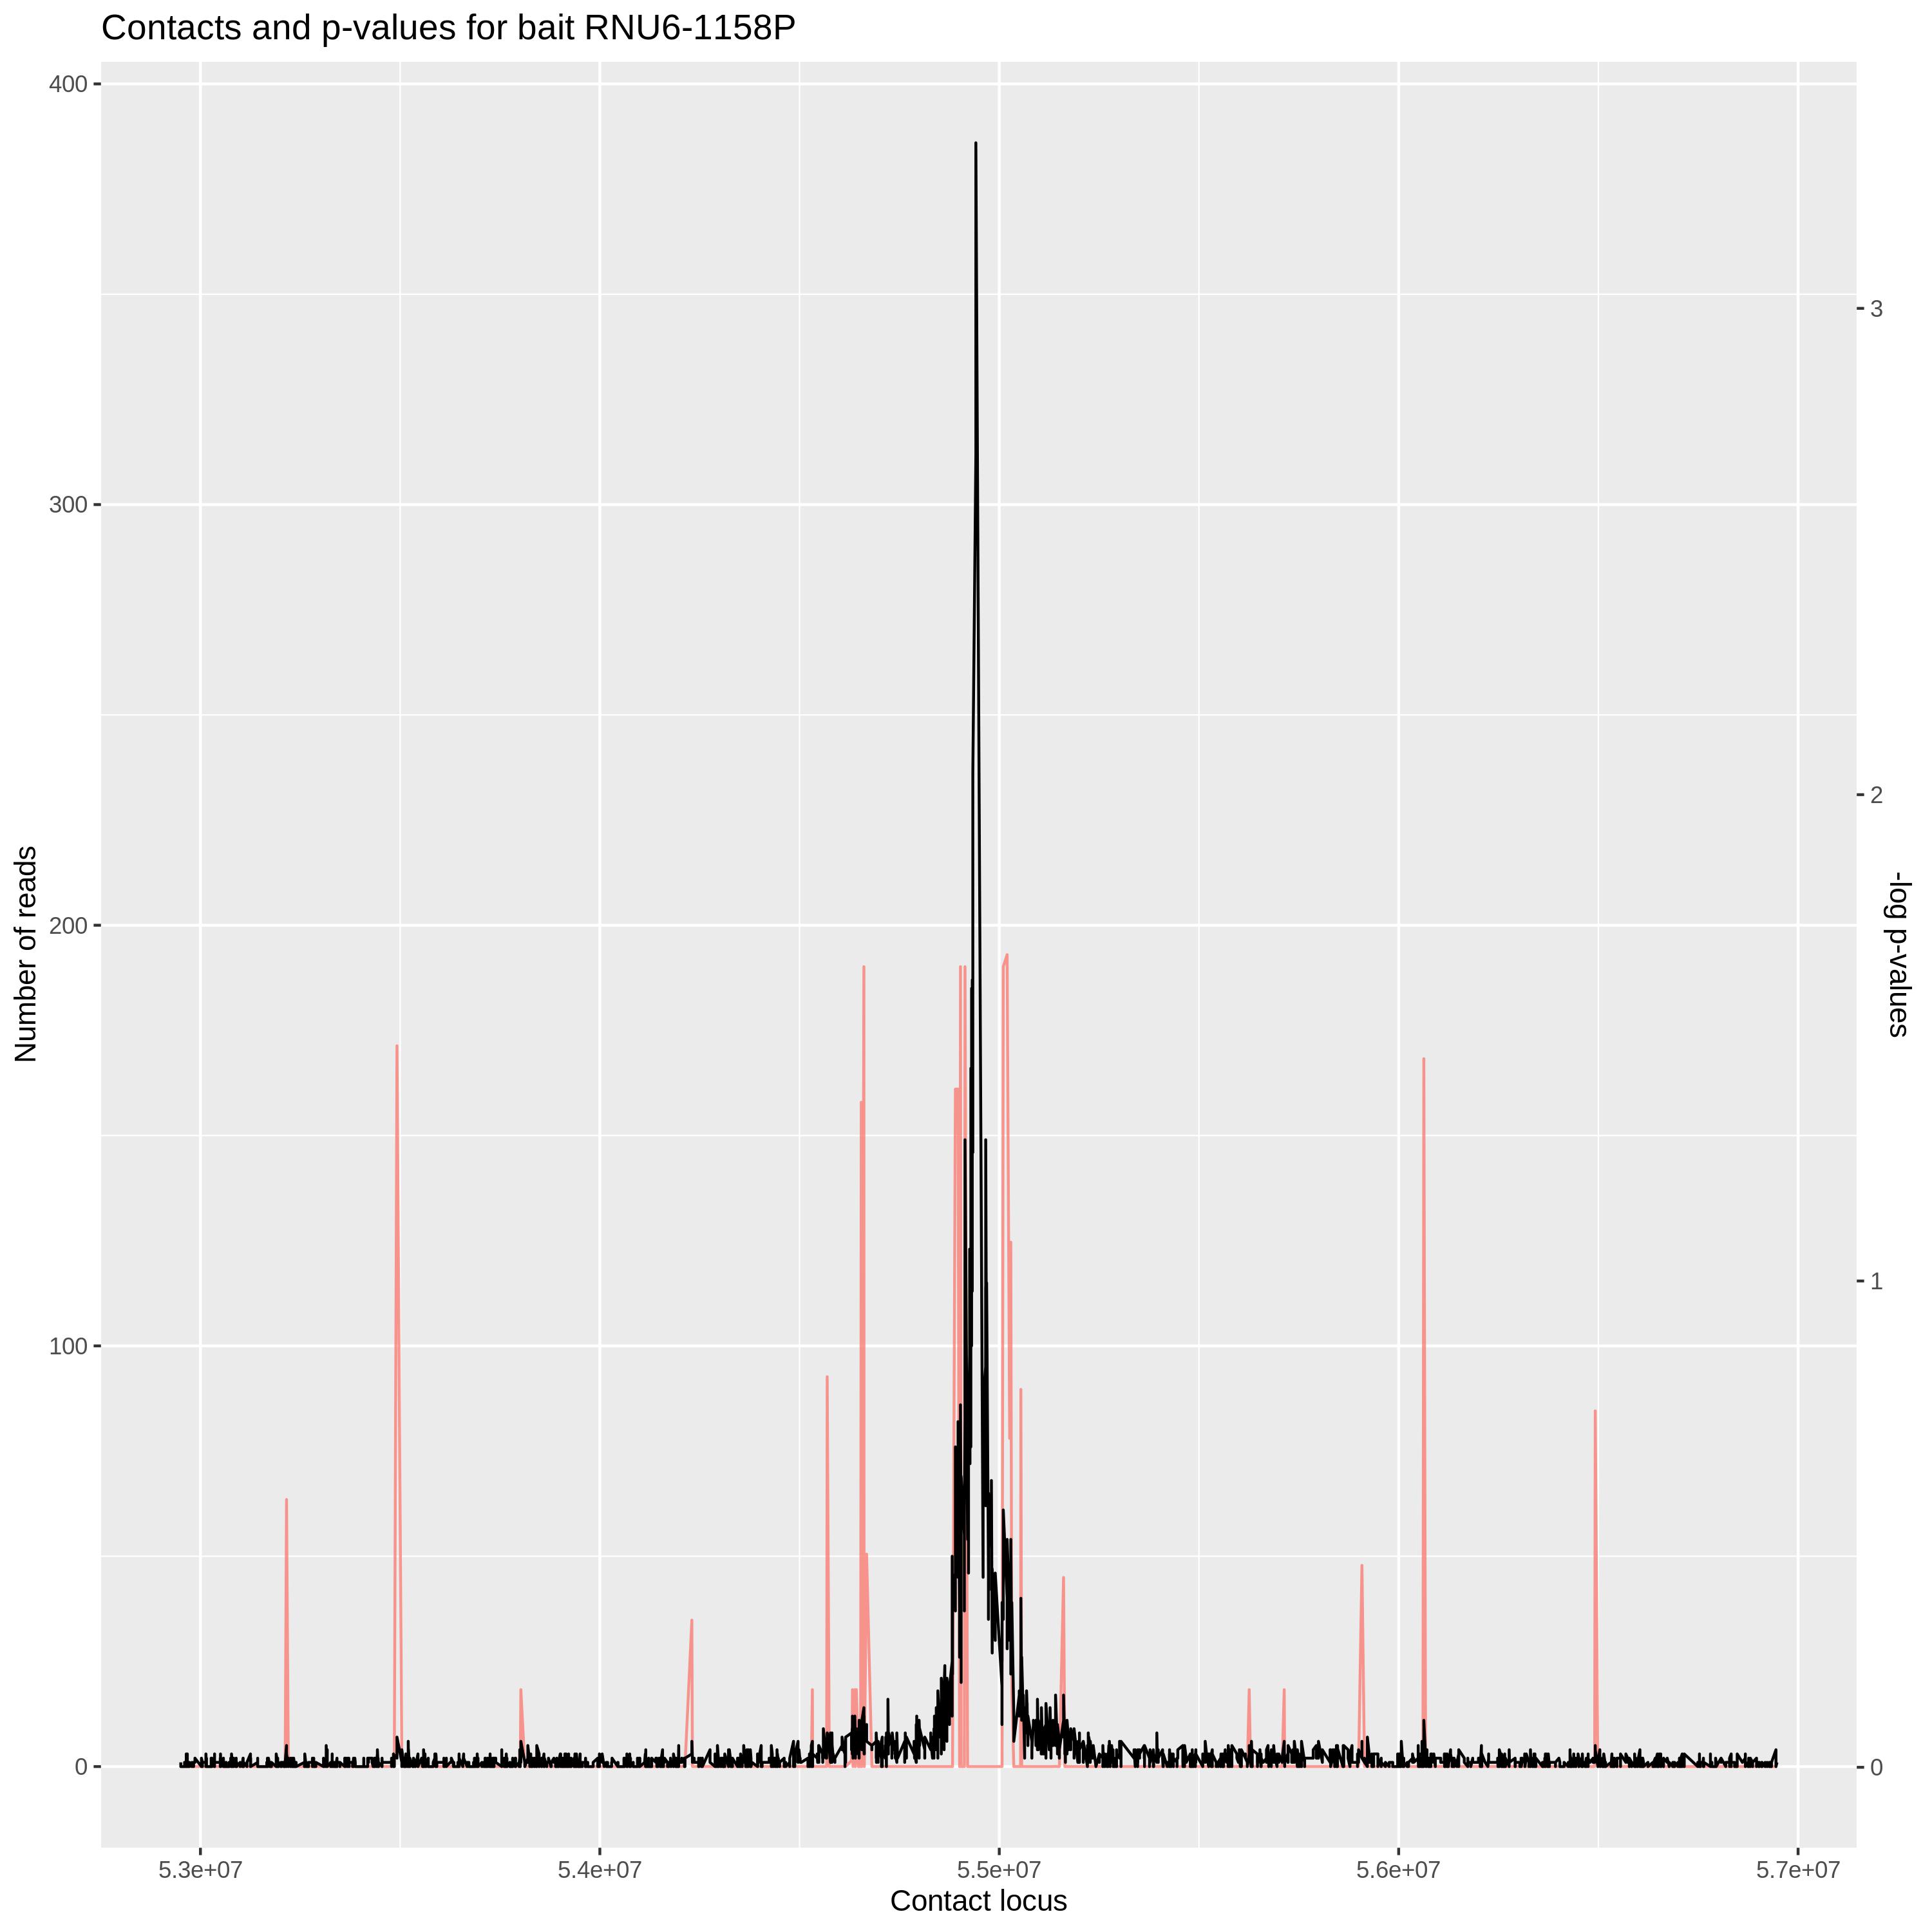 Contacts and p-values for bait RNU6-1158P
400
300
200
100
0
Number of reads
3
2
1
0
-log p-values
5.3e+07
5.4e+07
5.5e+07
5.6e+07
5.7e+07
Contact locus